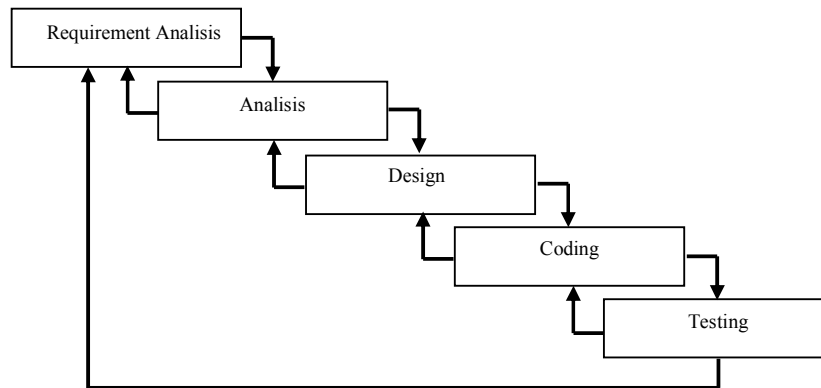 Requirement Analisis
Analisis
Design
Coding
Testing